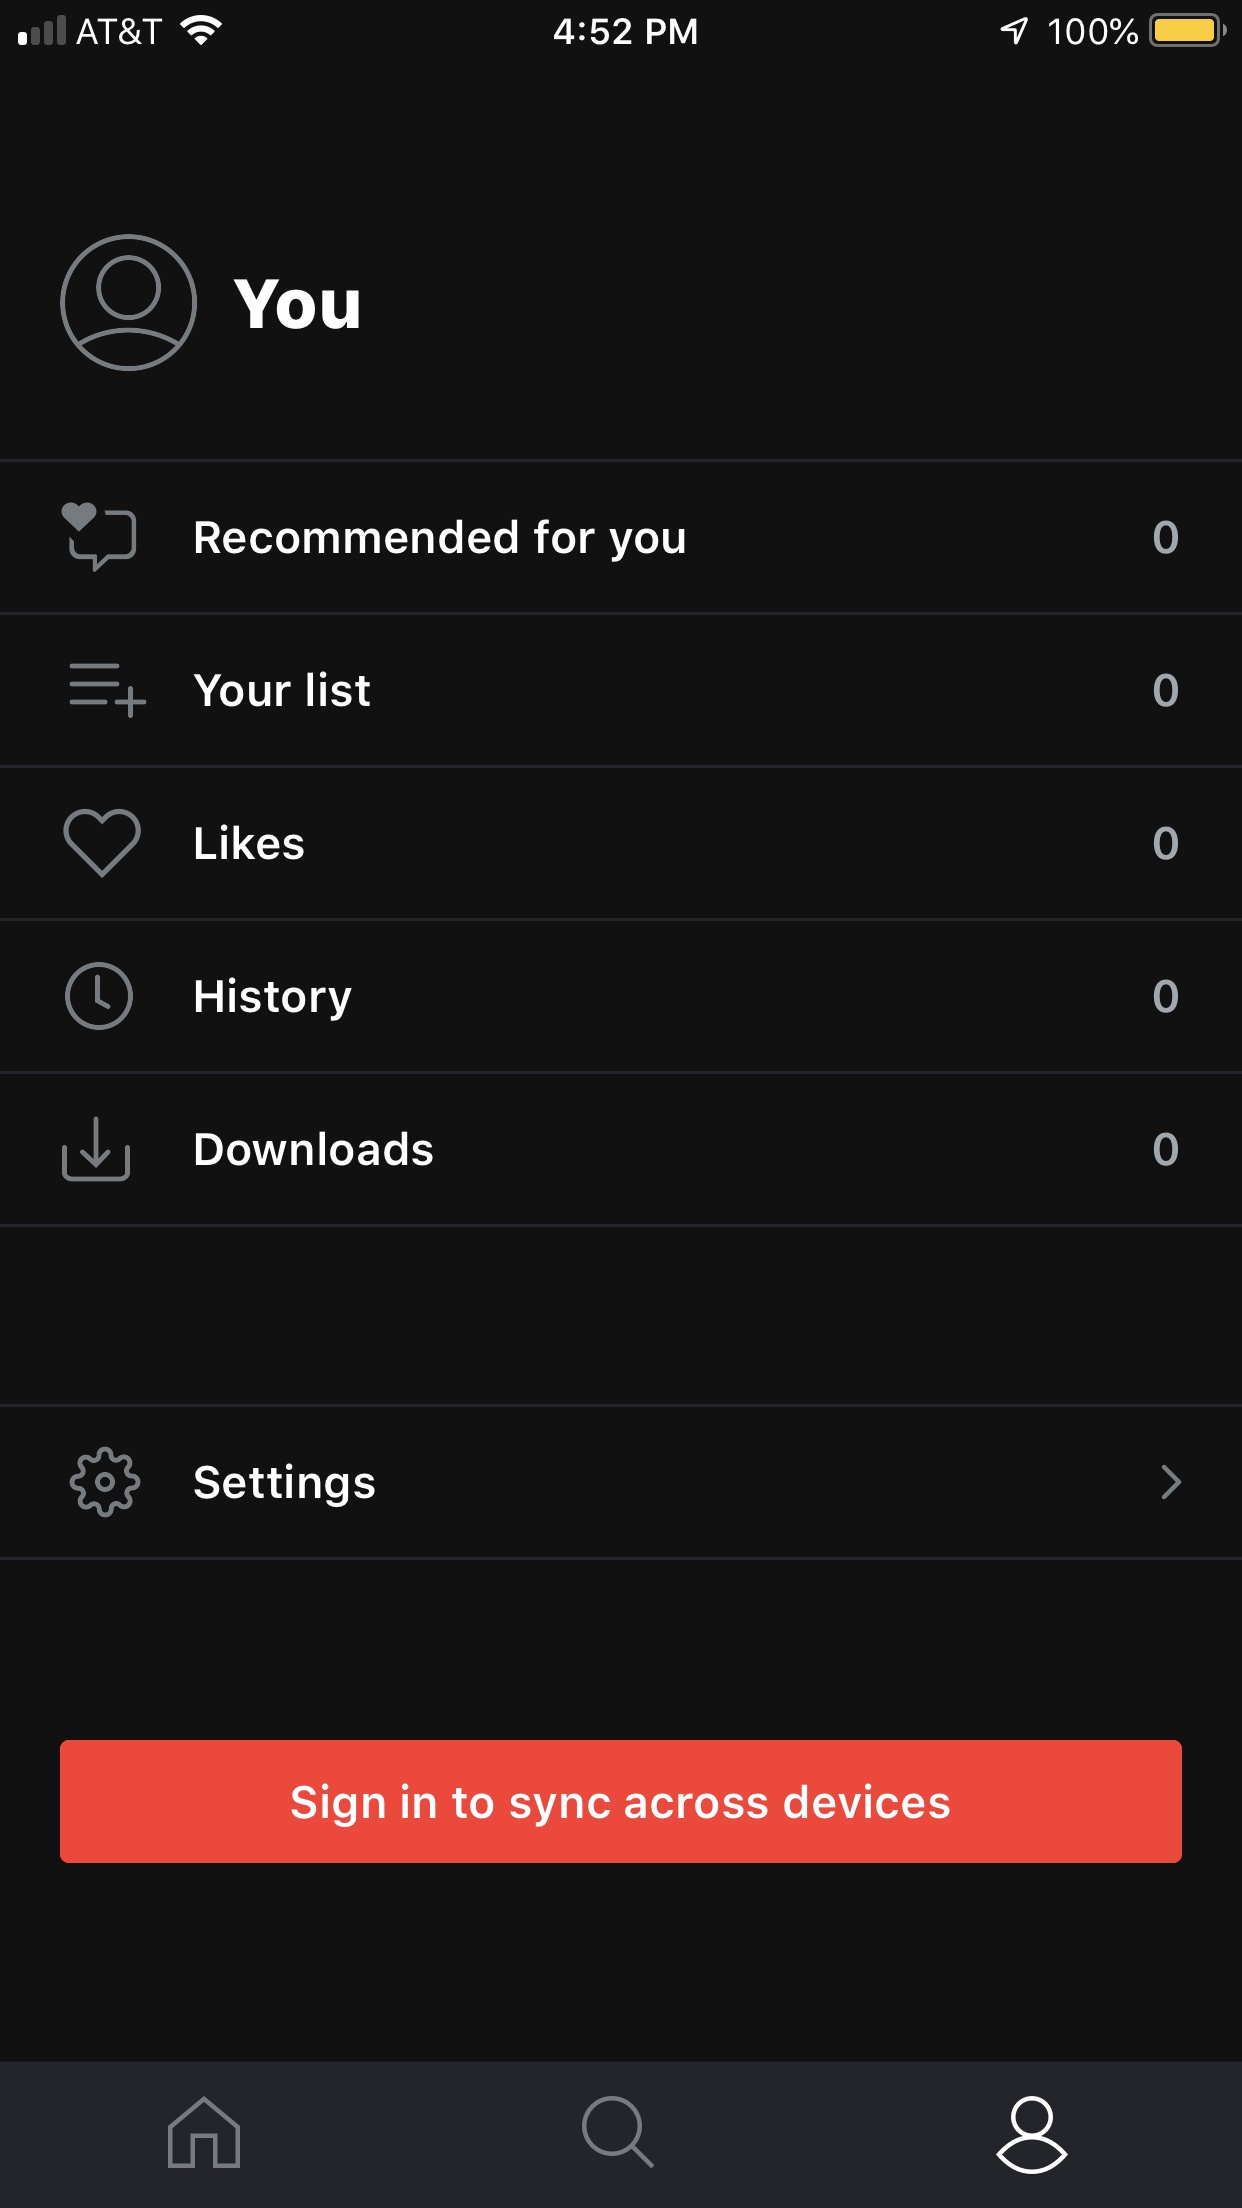 AT&T 4:52 PM 100%
You
Recommended for you 0
Your list 0
Likes 0
History 0
Downloads 0
Settings
Sign in to sync across devices